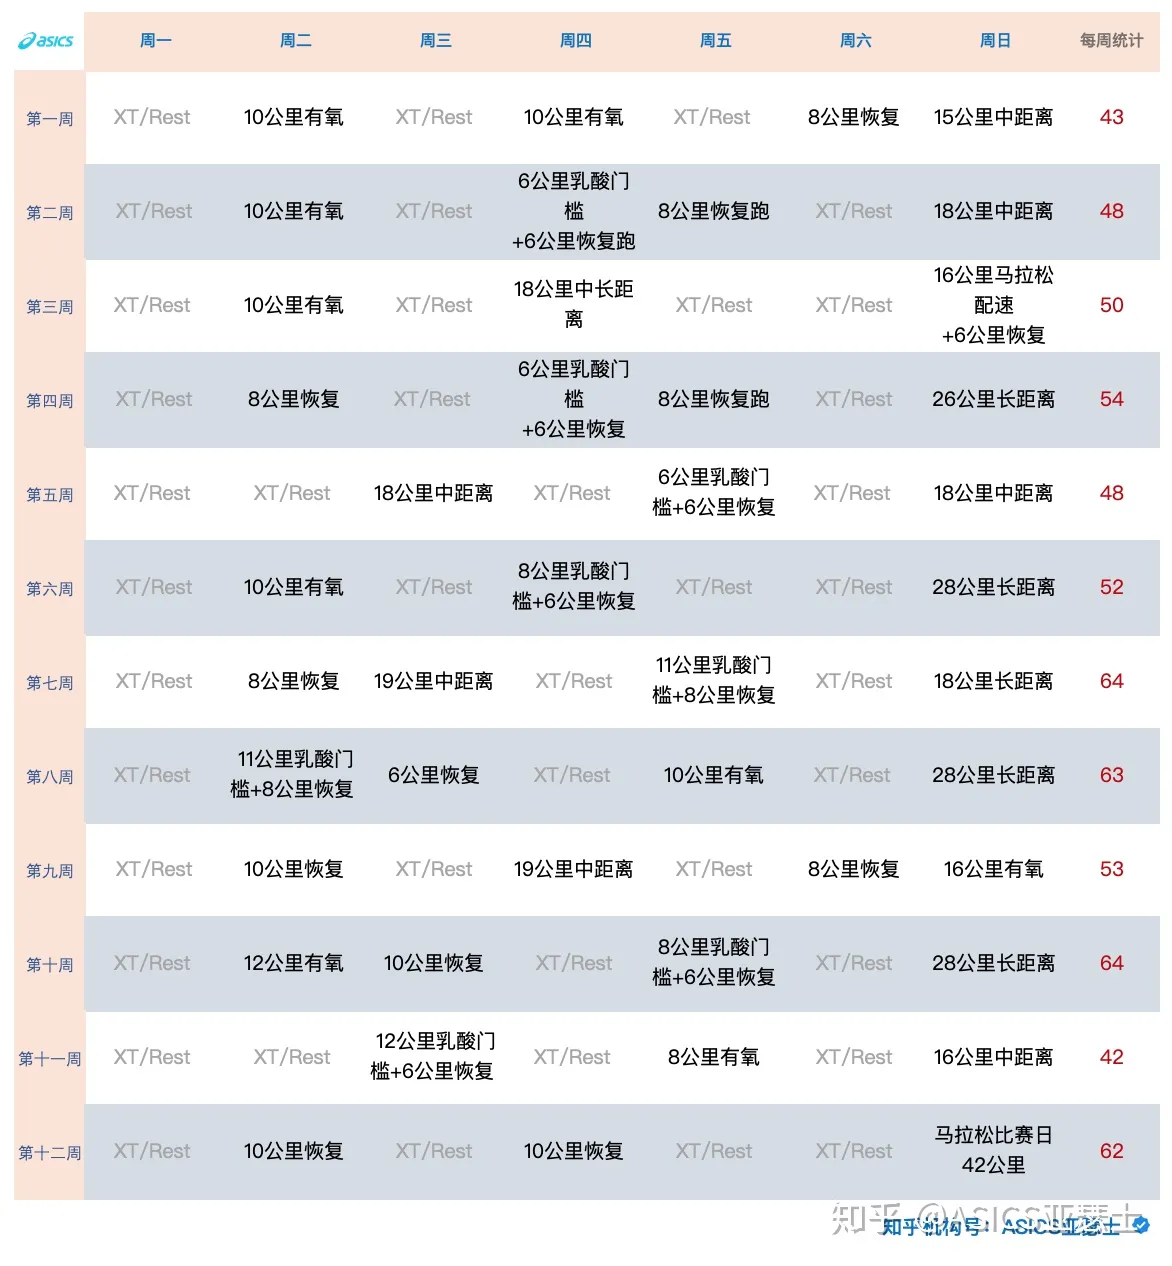 asics 周一 周二 周三 周四 周五 周六 周日 每周统计
第一周 XT/Rest 10公里有氧 XT/Rest 10公里有氧 XT/Rest 8公里恢复 15公里中距离 43
第二周 XT/Rest 10公里有氧 XT/Rest 6公里乳酸门
槛
+6公里恢复跑 8公里恢复跑 XT/Rest 18公里中距离 48
第三周 XT/Rest 10公里有氧 XT/Rest 18公里中长距
离 XT/Rest XT/Rest 16公里马拉松
配速
+6公里恢复 50
第四周 XT/Rest 8公里恢复 XT/Rest 6公里乳酸门
槛
+6公里恢复 8公里恢复跑 XT/Rest 26公里长距离 54
第五周 XT/Rest XT/Rest 18公里中距离 XT/Rest 6公里乳酸门
槛+6公里恢复 XT/Rest 18公里中距离 48
第六周 XT/Rest 10公里有氧 XT/Rest 8公里乳酸门
槛+6公里恢复 XT/Rest XT/Rest 28公里长距离 52
第七周 XT/Rest 8公里恢复 19公里中距离 XT/Rest 11公里乳酸门
槛+8公里恢复 XT/Rest 18公里长距离 64
第八周 XT/Rest 11公里乳酸门
槛+8公里恢复 6公里恢复 XT/Rest 10公里有氧 XT/Rest 28公里长距离 63
第九周 XT/Rest 10公里恢复 XT/Rest 19公里中距离 XT/Rest 8公里恢复 16公里有氧 53
第十周 XT/Rest 12公里有氧 10公里恢复 XT/Rest 8公里乳酸门
槛+6公里恢复 XT/Rest 28公里长距离 64
第十一周 XT/Rest XT/Rest 12公里乳酸门
槛+6公里恢复 XT/Rest 8公里有氧 XT/Rest 16公里中距离 42
第十二周 XT/Rest 10公里恢复 XT/Rest 10公里恢复 XT/Rest XT/Rest 马拉松比赛日
42公里 62
知乎 @ASICS亚瑟士
知乎机构号：ASICS亚瑟士